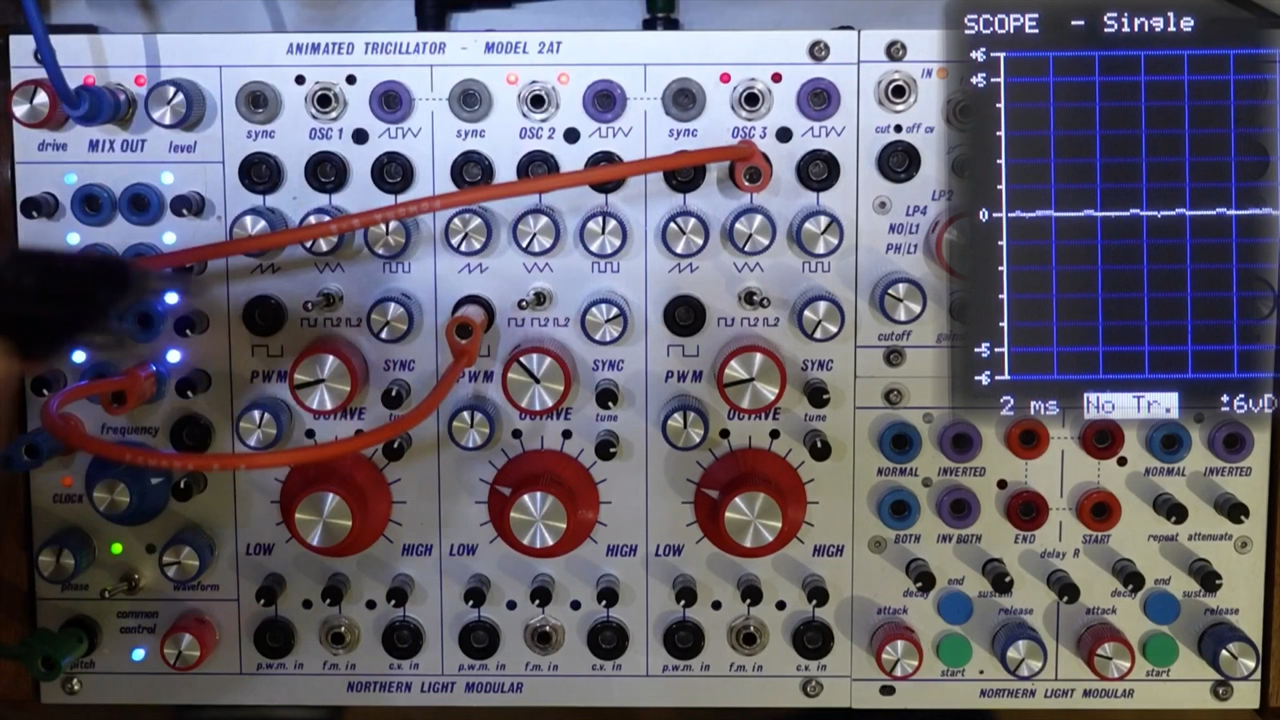 ANIMATED TRICILLATOR - MODEL 2AT
SCOPE - Single
+6
+5
0
-5
-6
2 ms No Tr. ±6vD
drive MIX OUT level
sync OSC 1
sync OSC 2
sync OSC 3
IN
cut off cv
LP2
LP4
NO/L1
PH/L1
cutoff
SYNC
SYNC
SYNC
PWM
PWM
PWM
tune
tune
OCTAVE
OCTAVE
OCTAVE
frequency
CLOCK
phase waveform
LOW HIGH
LOW HIGH
LOW HIGH
common
control
pitch
p.w.m. in f.m. in c.v. in
p.w.m. in f.m. in c.v. in
p.w.m. in f.m. in c.v. in
NORTHERN LIGHT MODULAR
NORMAL INVERTED NORMAL INVERTED
BOTH INV BOTH END START repeat attenuate
delay R
decay end sustain decay end sustain
attack release attack release
start start
NORTHERN LIGHT MODULAR